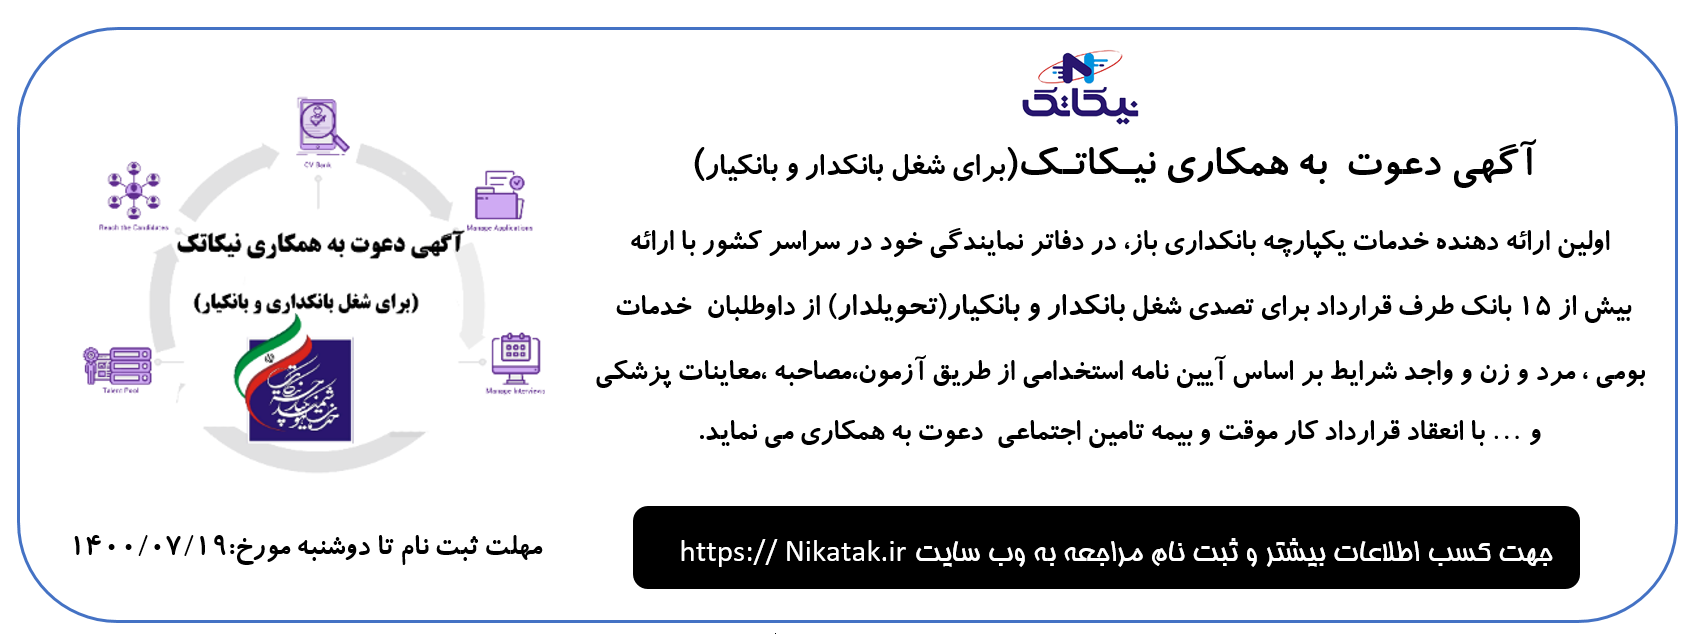 نیکاتک
آگهی دعوت به همکاری نیـکاتـک(برای شغل بانکدار و بانکیار)
اولین ارائه دهنده خدمات یکپارچه بانکداری باز، در دفاتر نمایندگی خود در سراسر کشور با ارائه
بیش از ۱۵ بانک طرف قرارداد برای تصدی شغل بانکدار و بانکیار(تحویلدار) از داوطلبان خدمات
بومی ، مرد و زن و واجد شرایط بر اساس آیین نامه استخدامی از طریق آزمون،مصاحبه ،معاینات پزشکی
و ... با انعقاد قرارداد کار موقت و بیمه تامین اجتماعی دعوت به همکاری می نماید.
جهت کسب اطلاعات بیشتر و ثبت نام مراجعه به وب سایت https:// Nikatak.ir
CV Bank
Reach the Candidates
Manage Applications
آگهی دعوت به همکاری نیکاتک
(برای شغل بانکداری و بانکیار)
Talent Pool
Manage Interviews
مهلت ثبت نام تا دوشنبه مورخ:۱۴۰۰/۰۷/۱۹